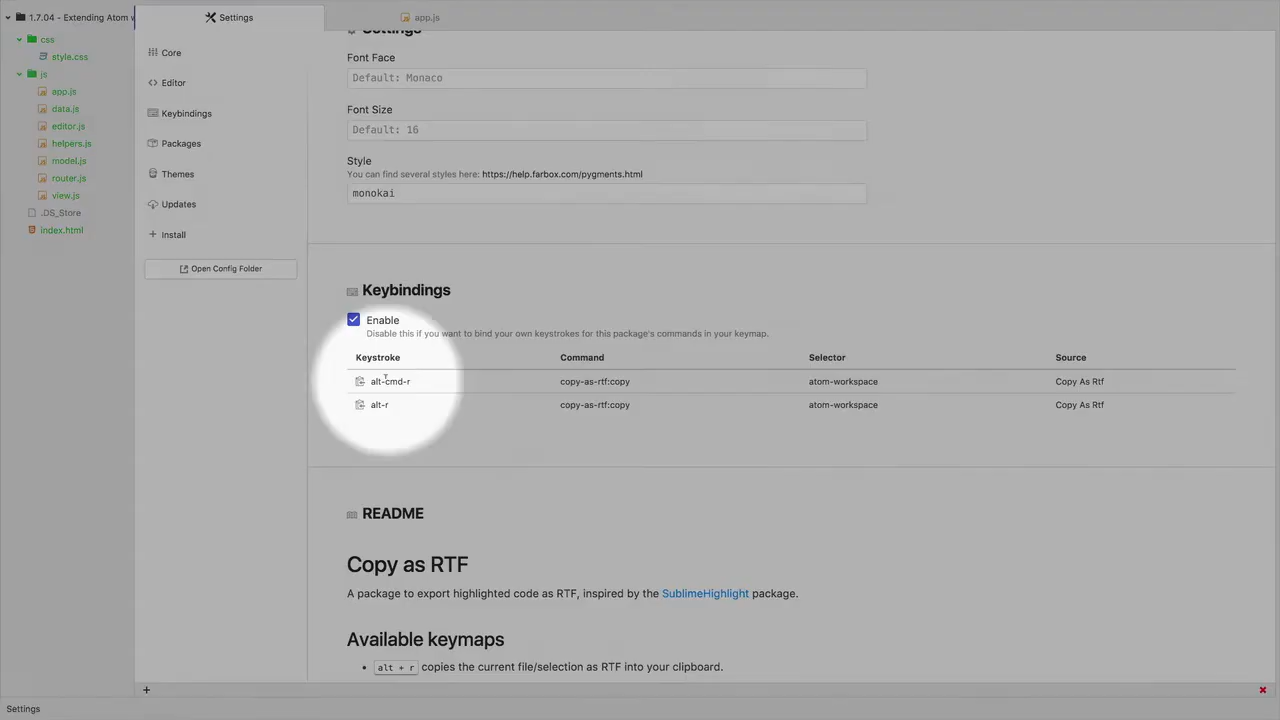 1.7.04 - Extending Atom w
Settings
app.js
css
style.css
js
app.js
data.js
editor.js
helpers.js
model.js
router.js
view.js
.DS_Store
index.html
Core
Editor
Keybindings
Packages
Themes
Updates
Install
Open Config Folder
Settings
Font Face
Default: Monaco
Font Size
Default: 16
Style
You can find several styles here: https://help.farbox.com/pygments.html
monokai
Keybindings
Enable
Disable this if you want to bind your own keystrokes for this package's commands in your keymap.
Keystroke Command Selector Source
alt-cmd-r copy-as-rtf:copy atom-workspace Copy As Rtf
alt-r copy-as-rtf:copy atom-workspace Copy As Rtf
README
Copy as RTF
A package to export highlighted code as RTF, inspired by the SublimeHighlight package.
Available keymaps
• alt + r copies the current file/selection as RTF into your clipboard.
Settings